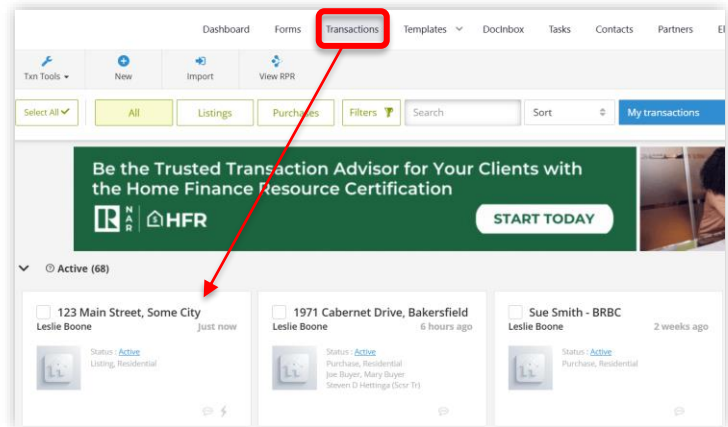 Dashboard Forms Transactions Templates DocInbox Tasks Contacts Partners
Txn Tools New Import View RPR
Select All All Listings Purchases Filters Search Sort My transactions
Be the Trusted Transaction Advisor for Your Clients with
the Home Finance Resource Certification
R NAR HFR START TODAY
Active (68)
123 Main Street, Some City
Leslie Boone Just now
Status : Active
Listing, Residential
1971 Cabernet Drive, Bakersfield
Leslie Boone 6 hours ago
Status : Active
Purchase, Residential
Joe Buyer, Mary Buyer
Steven D Hettinga (Scsr Tr)
Sue Smith - BRBC
Leslie Boone 2 weeks ago
Status : Active
Purchase, Residential